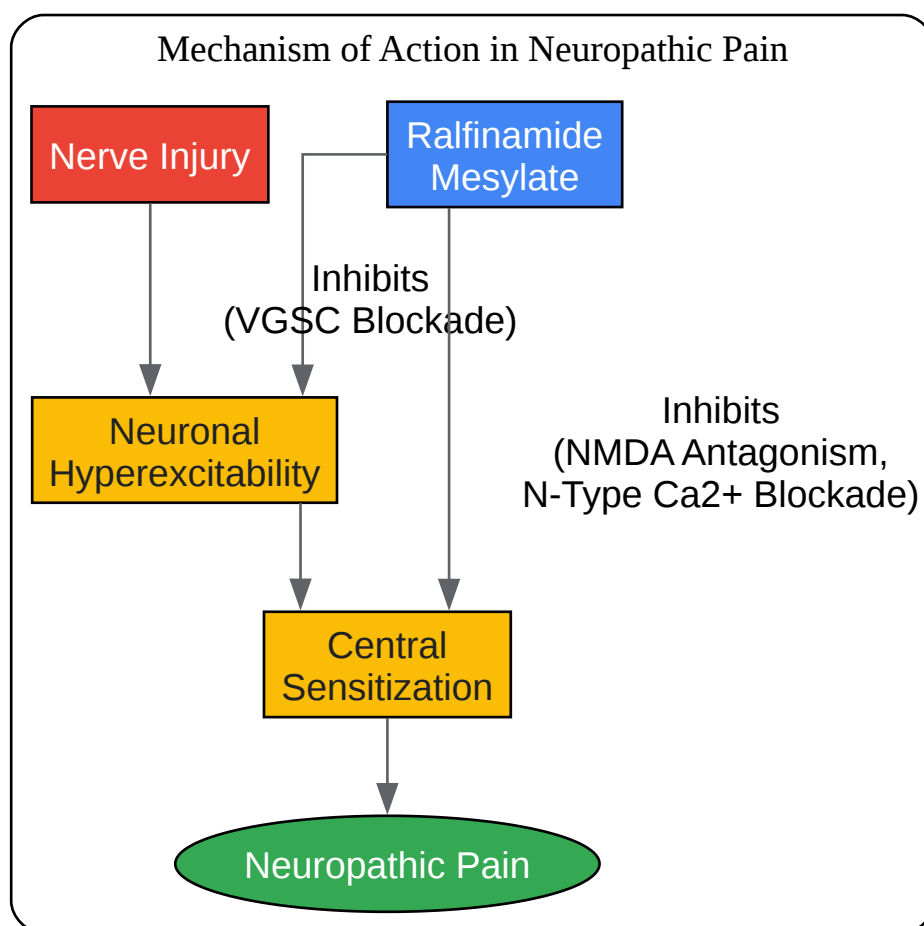 Mechanism of Action in Neuropathic Pain
Nerve Injury
Ralfinamide
Mesylate
Inhibits
(VGSC Blockade)
Neuronal
Hyperexcitability
Inhibits
(NMDA Antagonism,
N-Type Ca2+ Blockade)
Central
Sensitization
Neuropathic Pain